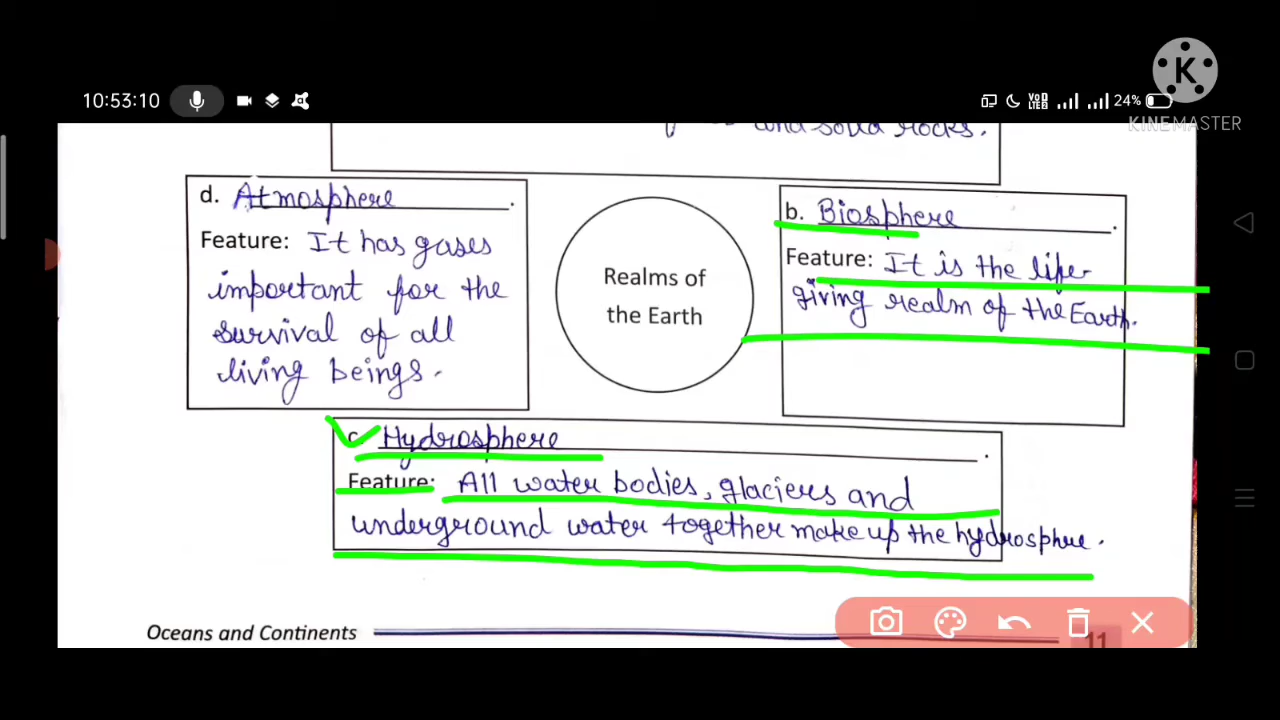 10:53:10
24%
KINEMASTER
and solid rocks.
d. Atmosphere.
Feature: It has gases
important for the
survival of all
living beings.
Realms of
the Earth
b. Biosphere.
Feature: It is the life-
giving realm of the Earth.
c. Hydrosphere.
Feature: All water bodies, glaciers and
underground water together make up the hydrosphere.
Oceans and Continents
11